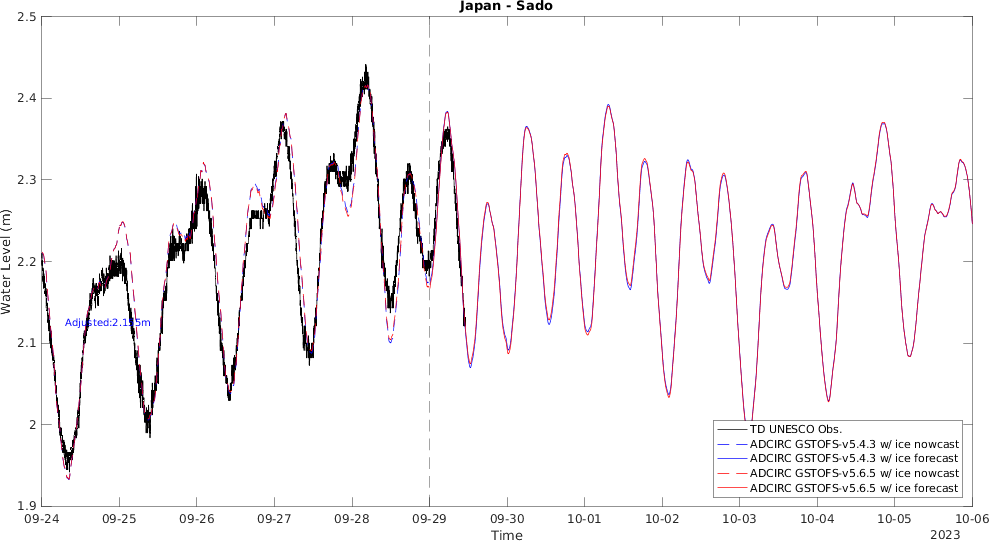 Japan - Sado
Water Level (m)
2.5
2.4
2.3
2.2
2.1
2
1.9
TD UNESCO Obs.
ADCIRC GSTOFS-v5.4.3 w/ ice nowcast
ADCIRC GSTOFS-v5.4.3 w/ ice forecast
ADCIRC GSTOFS-v5.6.5 w/ ice nowcast
ADCIRC GSTOFS-v5.6.5 w/ ice forecast
09-24 09-25 09-26 09-27 09-28 09-29 09-30 10-01 10-02 10-03 10-04 10-05 10-06
Time
2023